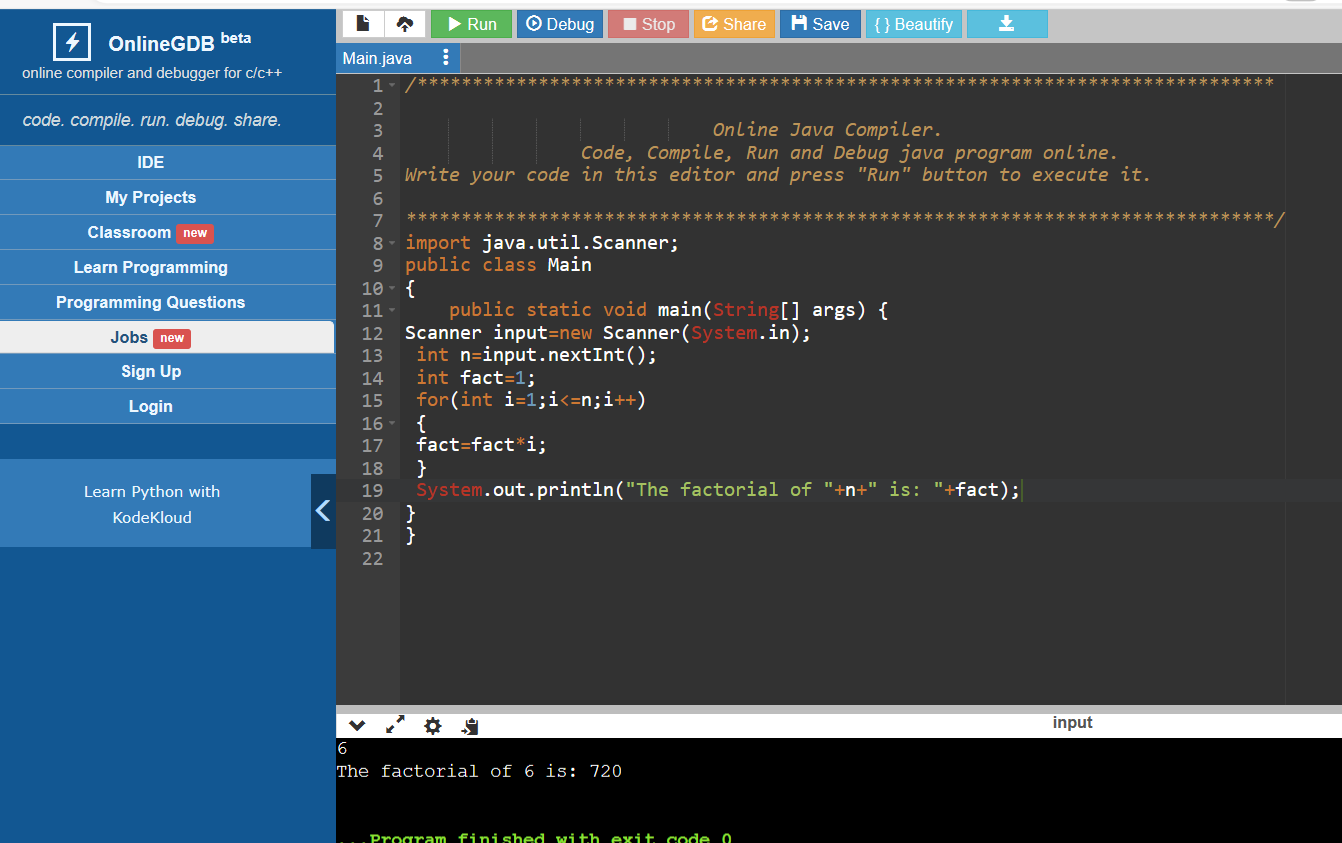 OnlineGDB beta
online compiler and debugger for c/c++
code. compile. run. debug. share.
IDE
My Projects
Classroom new
Learn Programming
Programming Questions
Jobs new
Sign Up
Login
Learn Python with
KodeKloud
Run Debug Stop Share Save { } Beautify
Main.java
1 /******************************************************************************
2
3 Online Java Compiler.
4 Code, Compile, Run and Debug java program online.
5 Write your code in this editor and press "Run" button to execute it.
6
7 *******************************************************************************/
8 import java.util.Scanner;
9 public class Main
10 {
11 public static void main(String[] args) {
12 Scanner input=new Scanner(System.in);
13 int n=input.nextInt();
14 int fact=1;
15 for(int i=1;i<=n;i++)
16 {
17 fact=fact*i;
18 }
19 System.out.println("The factorial of "+n+" is: "+fact);
20 }
21 }
22
input
6
The factorial of 6 is: 720
...Program finished with exit code 0